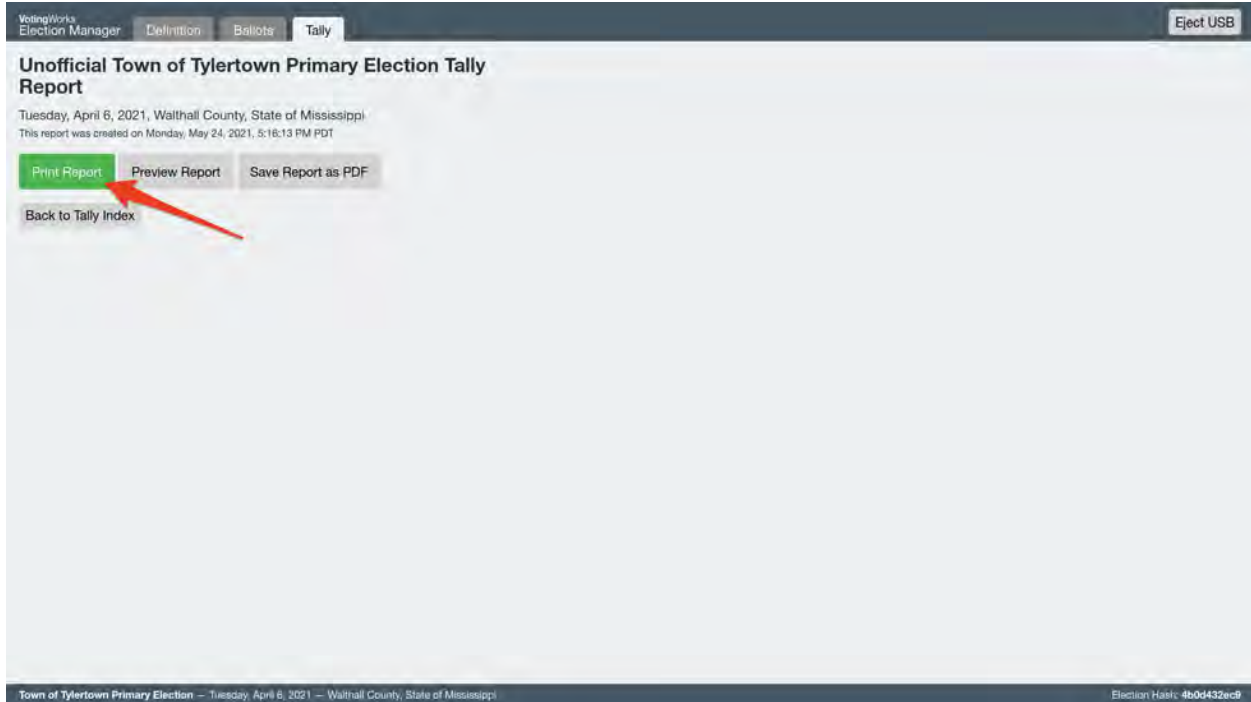 VotingWorks
Election Manager
Definition
Ballots
Tally
Eject USB
Unofficial Town of Tylertown Primary Election Tally
Report
Tuesday, April 6, 2021, Walthall County, State of Mississippi
This report was created on Monday, May 24, 2021, 5:16:13 PM PDT
Print Report
Preview Report
Save Report as PDF
Back to Tally Index
Town of Tylertown Primary Election — Tuesday, April 6, 2021 — Walthall County, State of Mississippi
Election Hash: 4b0d432ec9